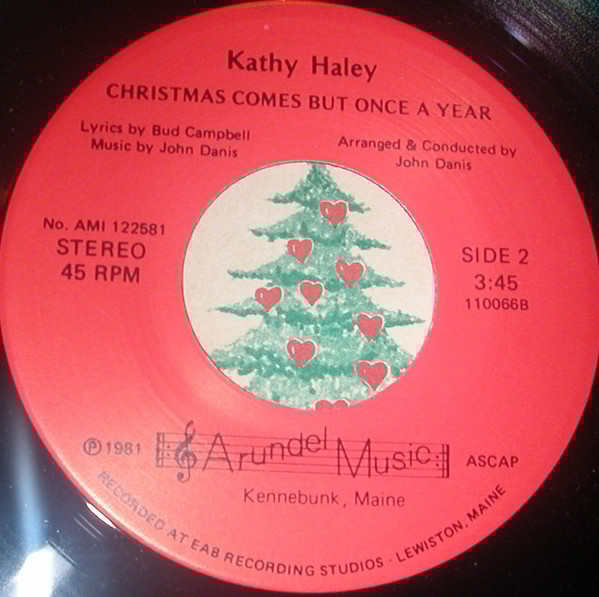 Kathy Haley
CHRISTMAS COMES BUT ONCE A YEAR
Lyrics by Bud Campbell
Music by John Danis
Arranged & Conducted by
John Danis
No. AMI 122581
STEREO
45 RPM
SIDE 2
3:45
110066B
℗ 1981
Arundel Music
ASCAP
Kennebunk, Maine
RECORDED AT EAB RECORDING STUDIOS · LEWISTON, MAINE